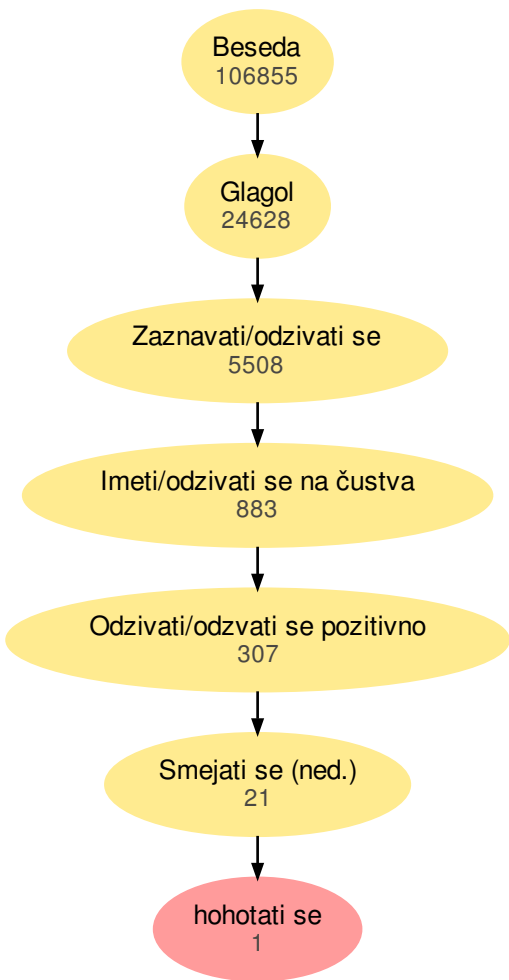 Beseda
106855
Glagol
24628
Zaznavati/odzivati se
5508
Imeti/odzivati se na čustva
883
Odzivati/odzvati se pozitivno
307
Smejati se (ned.)
21
hohotati se
1